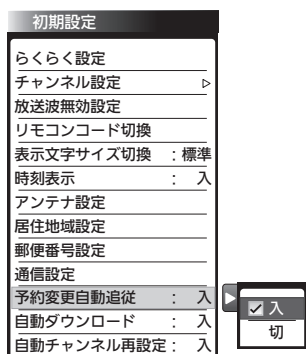 初期設定
らくらく設定
チャンネル設定
放送波無効設定
リモコンコード切換
表示文字サイズ切換 : 標準
時刻表示 : 入
アンテナ設定
居住地域設定
郵便番号設定
通信設定
予約変更自動追従 : 入
自動ダウンロード : 入
自動チャンネル再設定 : 入
入
切